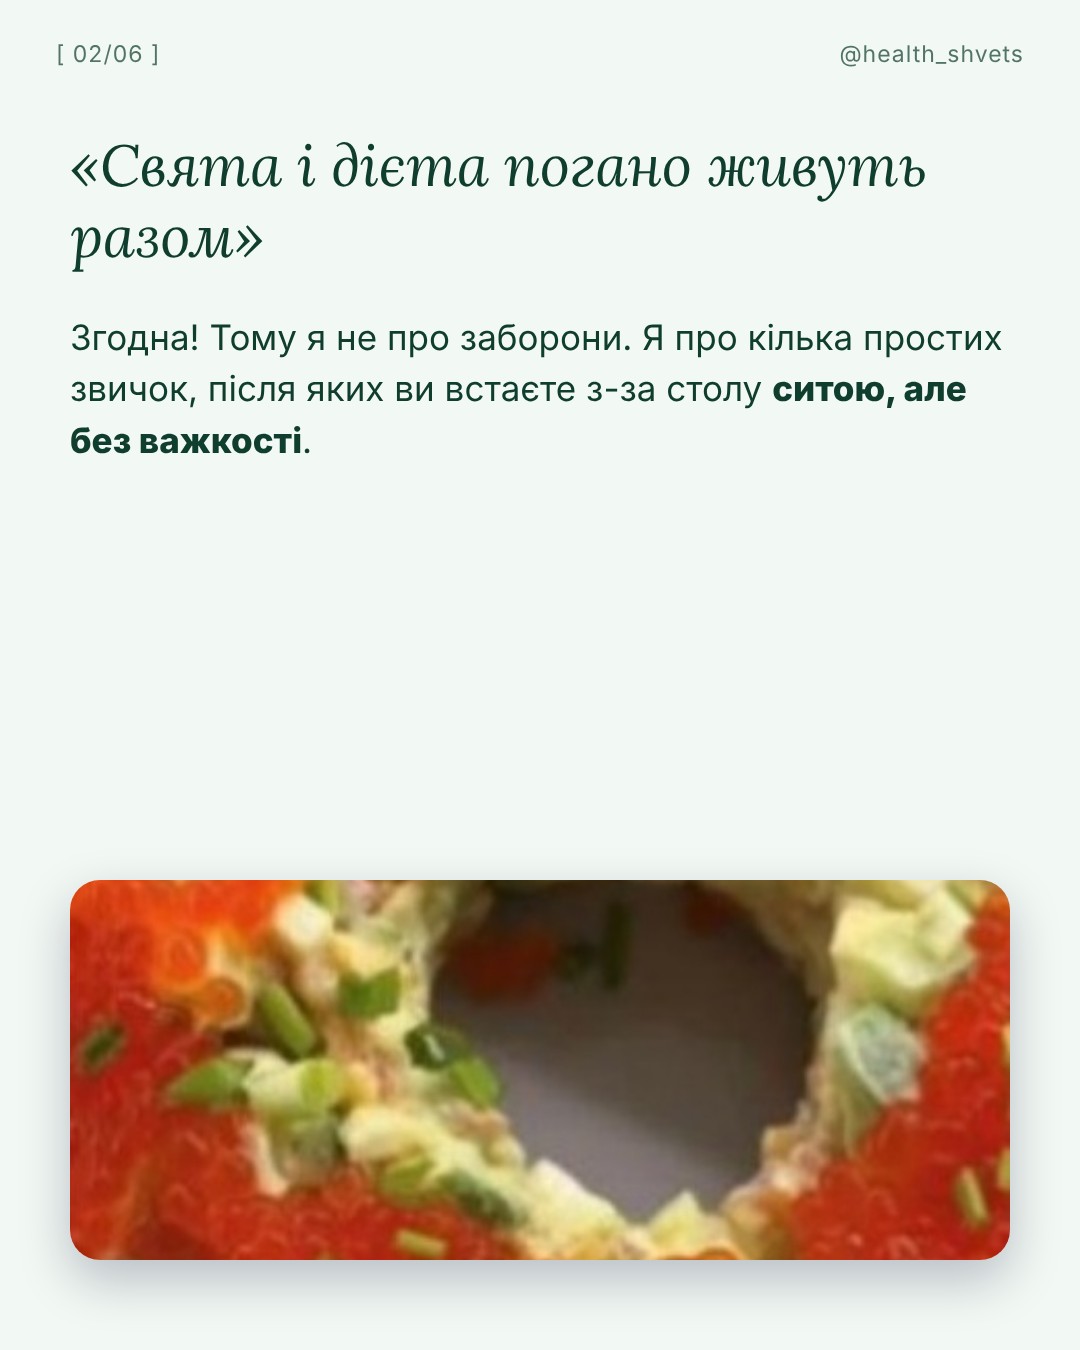 [ 02/06 ]
@health_shvets
«Свята і дієта погано живуть
разом»
Згодна! Тому я не про заборони. Я про кілька простих
звичок, після яких ви встаєте з-за столу ситою, але
без важкості.